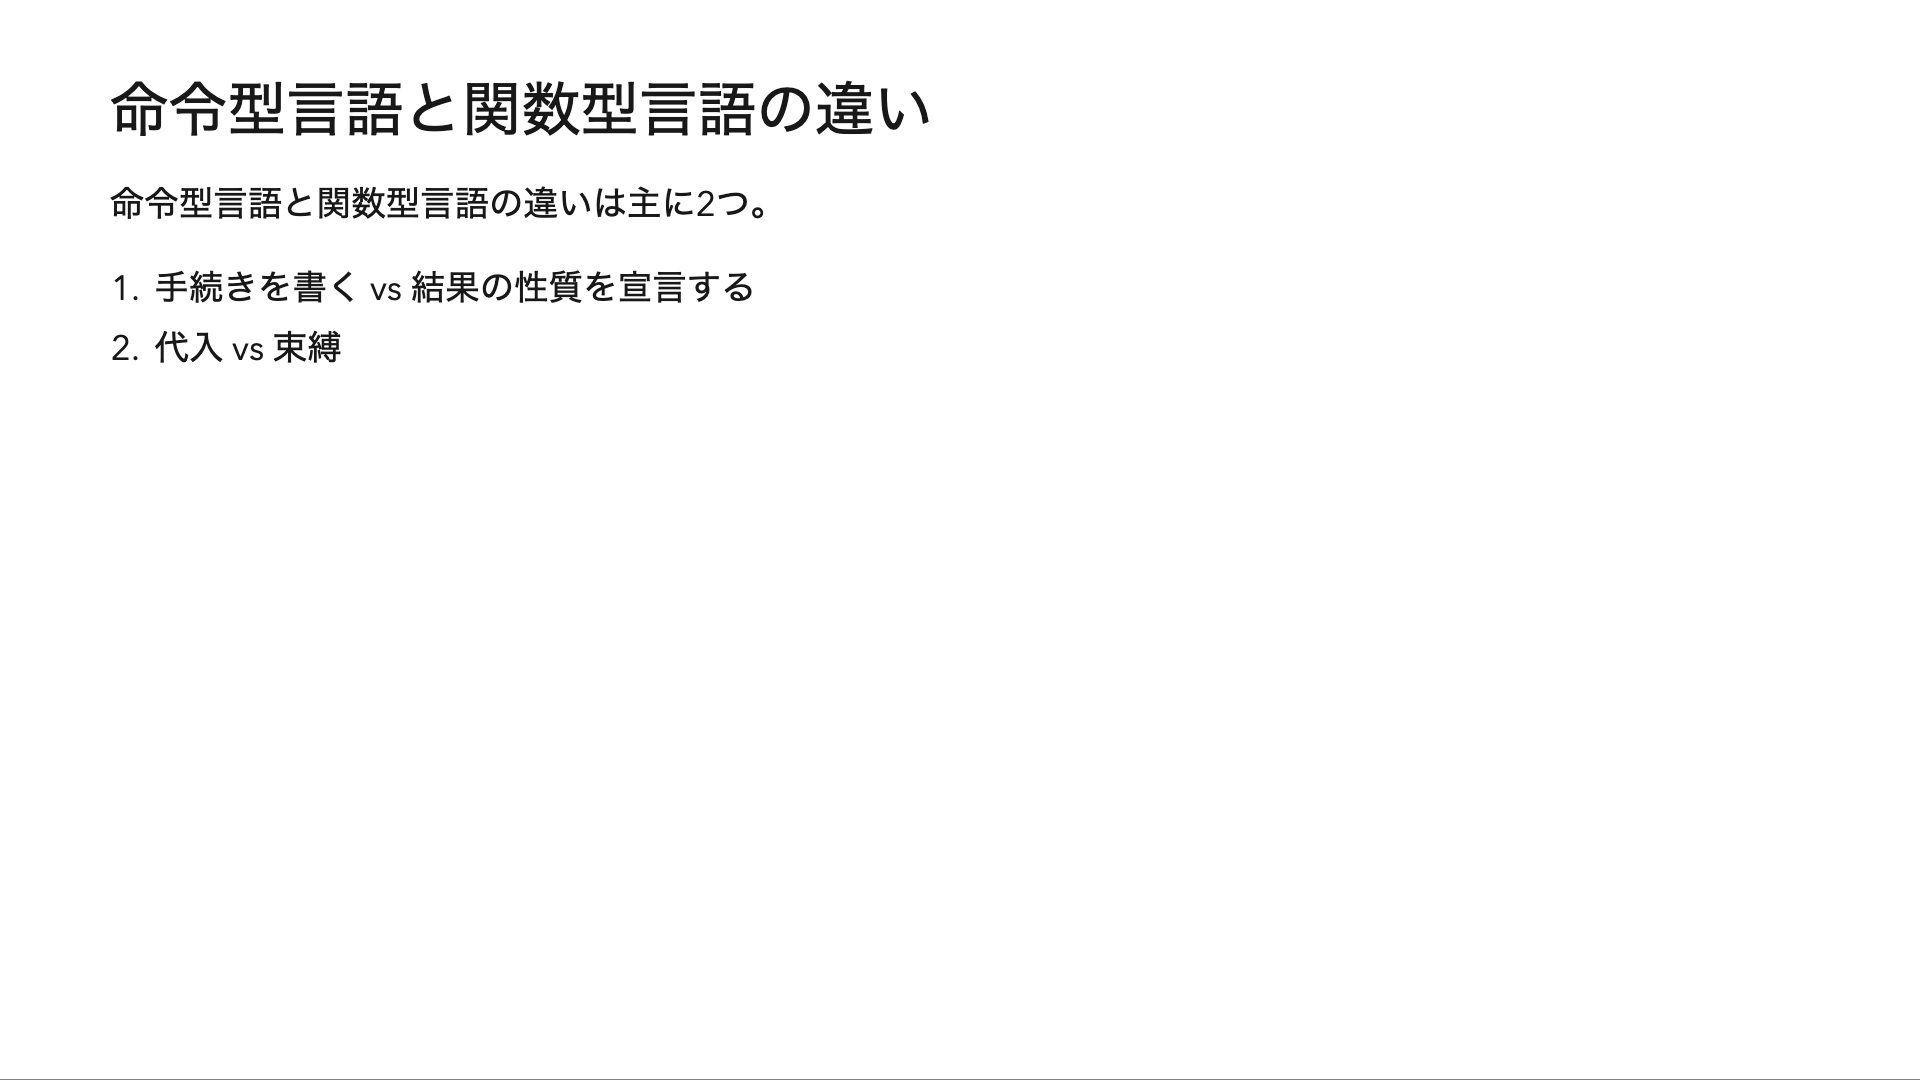 命令型言語と関数型言語の違い
命令型言語と関数型言語の違いは主に2つ。
1. 手続きを書く vs 結果の性質を宣言する
2. 代入 vs 束縛